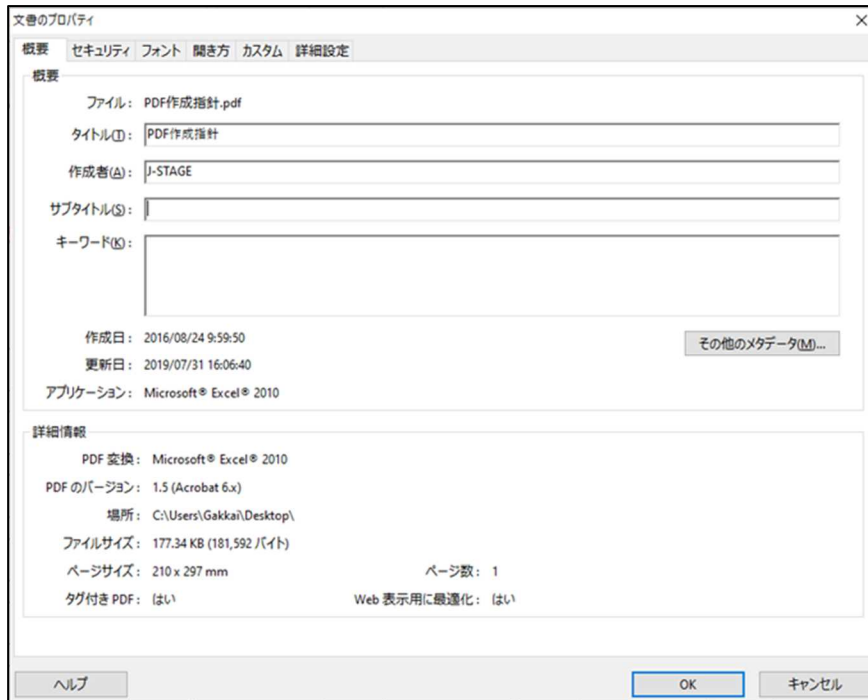 文書のプロパティ
概要 セキュリティ フォント 開き方 カスタム 詳細設定
概要
ファイル： PDF作成指針.pdf
タイトル(T)： PDF作成指針
作成者(A)： J-STAGE
サブタイトル(S)：
キーワード(K)：
作成日： 2016/08/24 9:59:50
その他のメタデータ(M)...
更新日： 2019/07/31 16:06:40
アプリケーション： Microsoft® Excel® 2010
詳細情報
PDF 変換： Microsoft® Excel® 2010
PDF のバージョン： 1.5 (Acrobat 6.x)
場所： C:\Users\Gakkai\Desktop\
ファイルサイズ： 177.34 KB (181,592 バイト)
ページサイズ： 210 x 297 mm ページ数： 1
タグ付き PDF： はい Web 表示用に最適化： はい
ヘルプ OK キャンセル